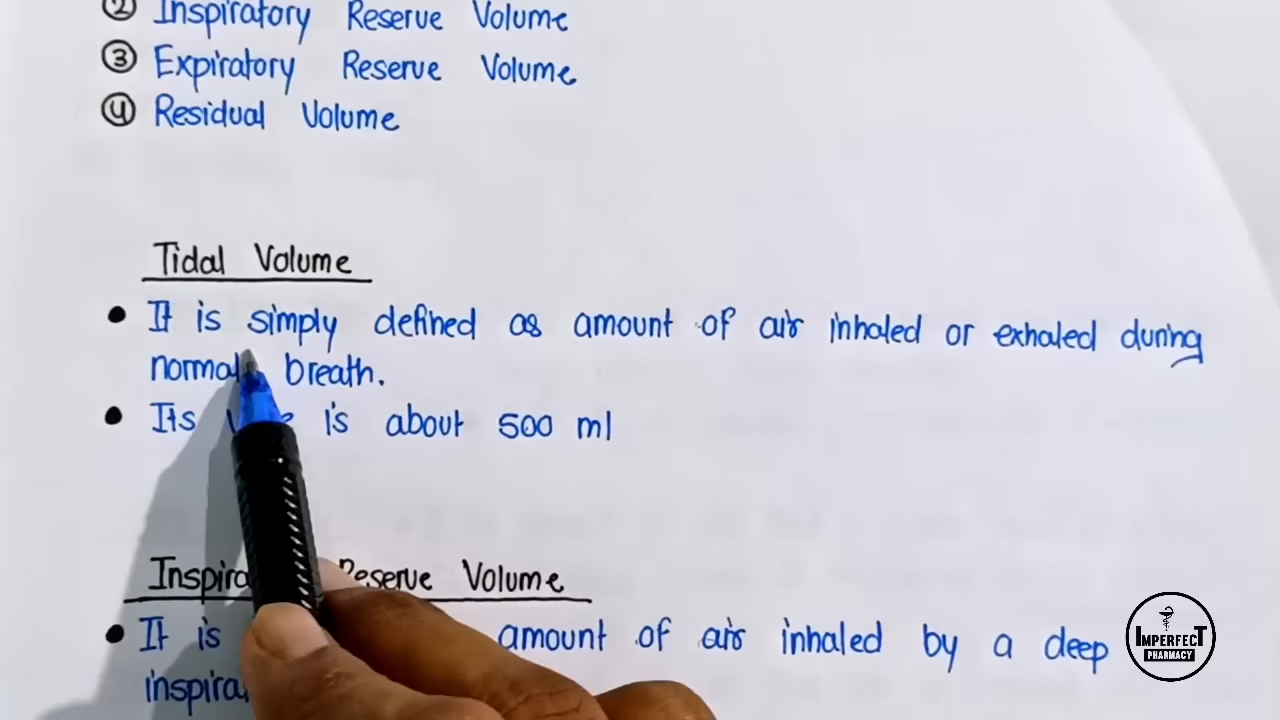 ② Inspiratory Reserve Volume
③ Expiratory Reserve Volume
④ Residual Volume
Tidal Volume
• It is simply defined as amount of air inhaled or exhaled during
normal breath.
• Its is about 500 ml
Reserve Volume
• It is amount of air inhaled by a deep
IMPERFECT
PHARMACY